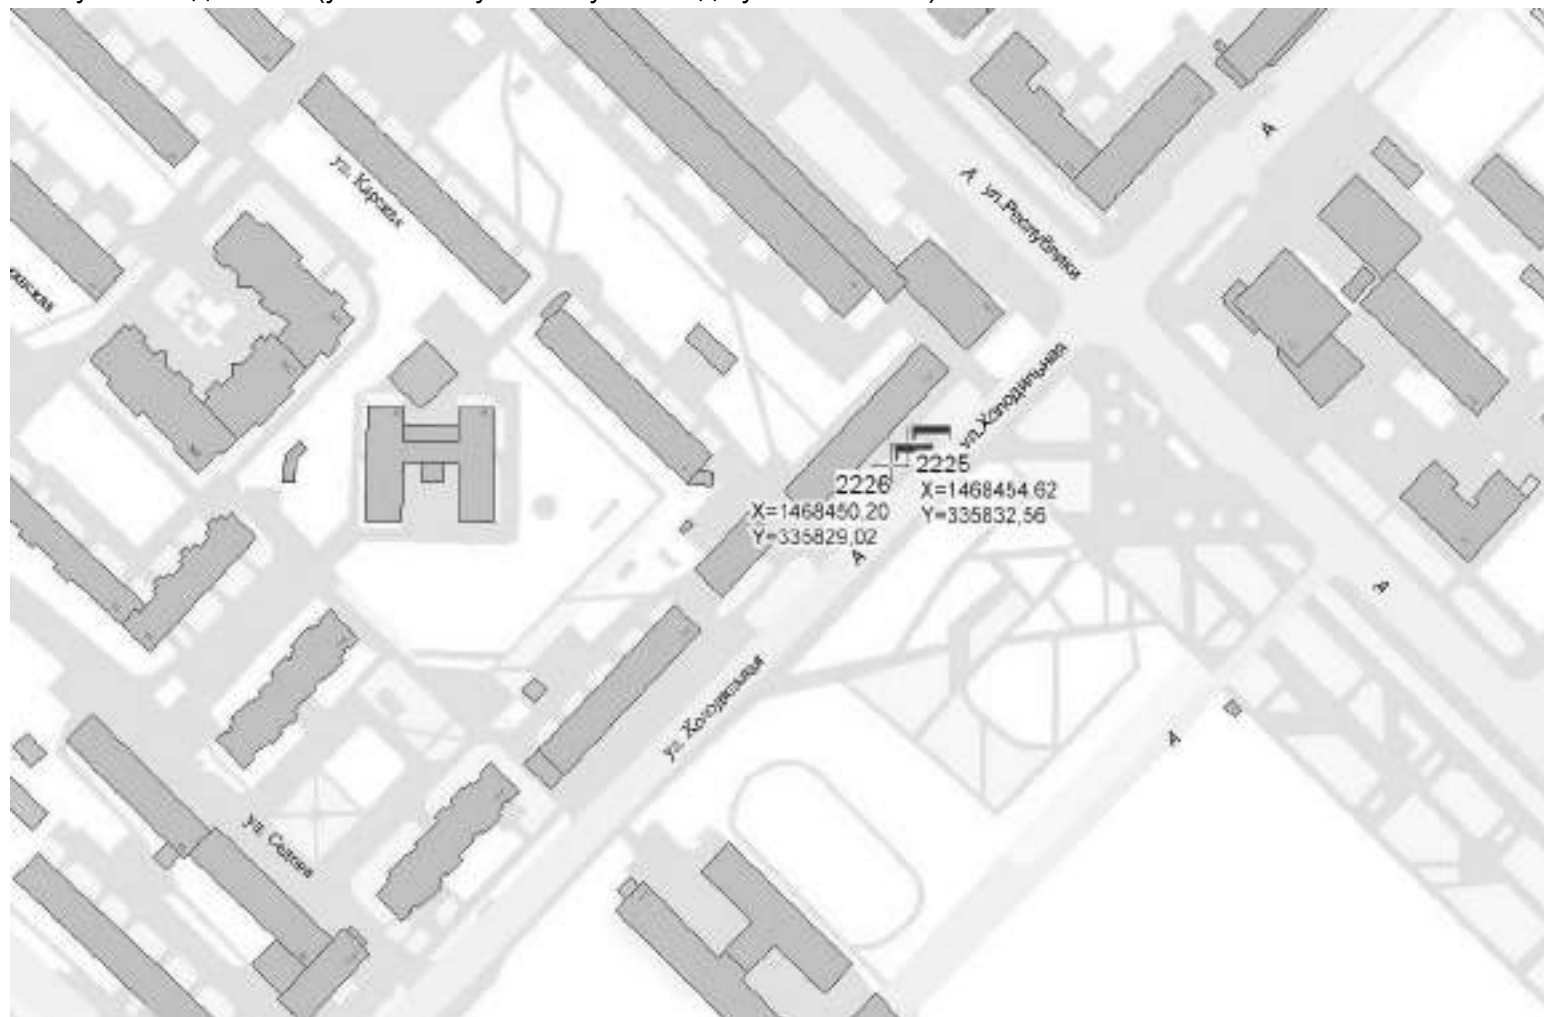 ул. Карская
А
ул.Республики
А
ул.Холодильная
2225
X=1468454.62
Y=335832,56
2226
X=1468450.20
Y=335829,02
А
А
ул. Холодильная
А
ул. Седова